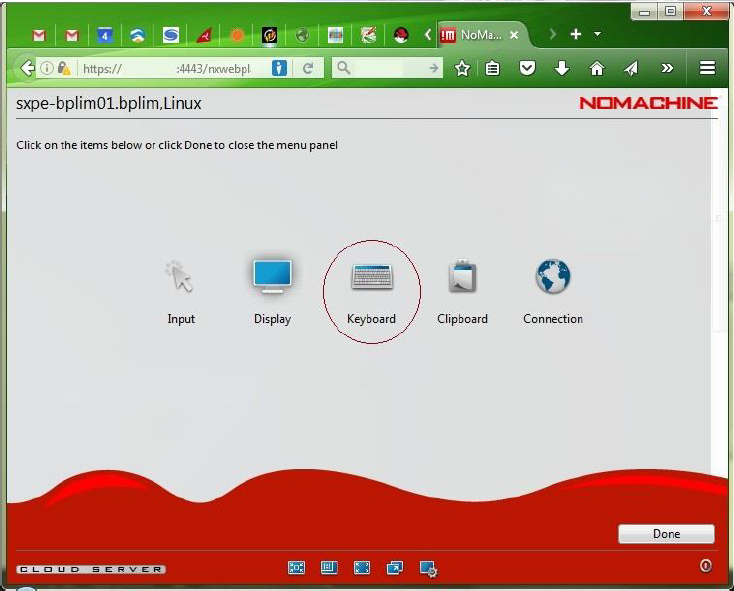 !M NoMa...
4
https:// :4443/nxwebpl
sxpe-bplim01.bplim,Linux
NOMACHINE
Click on the items below or click Done to close the menu panel
Input Display Keyboard Clipboard Connection
Done
CLOUD SERVER